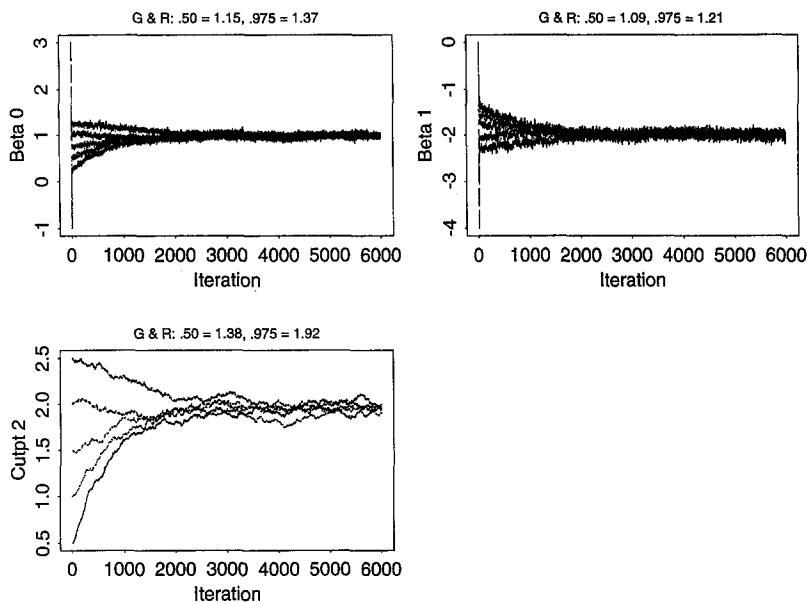 G & R: .50 = 1.15, .975 = 1.37
Beta 0
3
2
1
0
-1
0 1000 2000 3000 4000 5000 6000
Iteration
G & R: .50 = 1.09, .975 = 1.21
Beta 1
0
-1
-2
-3
-4
0 1000 2000 3000 4000 5000 6000
Iteration
G & R: .50 = 1.38, .975 = 1.92
Cutpt 2
2.5
2.0
1.5
1.0
0.5
0 1000 2000 3000 4000 5000 6000
Iteration